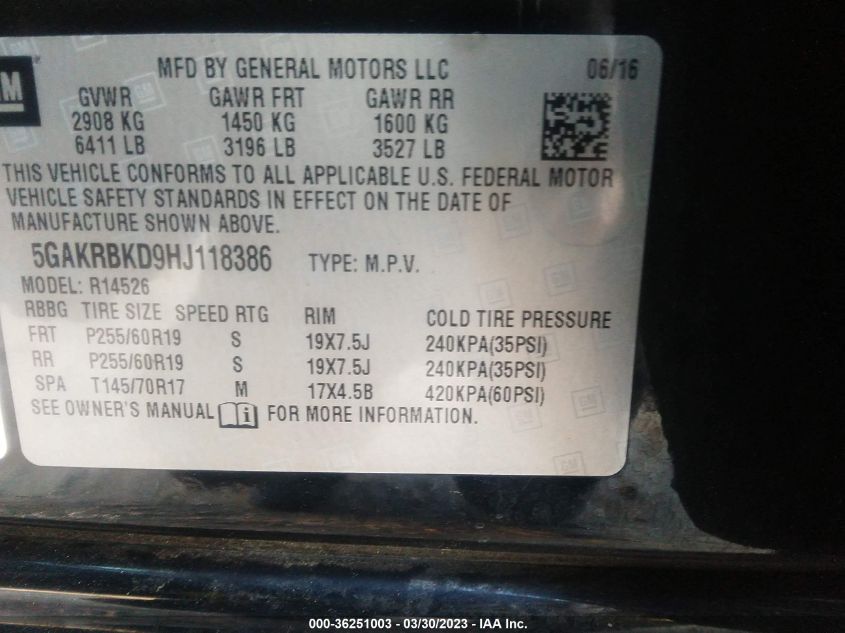 GM
MFD BY GENERAL MOTORS LLC 06/16
GVWR GAWR FRT GAWR RR
2908 KG 1450 KG 1600 KG
6411 LB 3196 LB 3527 LB
THIS VEHICLE CONFORMS TO ALL APPLICABLE U.S. FEDERAL MOTOR
VEHICLE SAFETY STANDARDS IN EFFECT ON THE DATE OF
MANUFACTURE SHOWN ABOVE.
5GAKRBKD9HJ118386 TYPE: M.P.V.
MODEL: R14526
RBBG TIRE SIZE SPEED RTG RIM COLD TIRE PRESSURE
FRT P255/60R19 S 19X7.5J 240KPA(35PSI)
RR P255/60R19 S 19X7.5J 240KPA(35PSI)
SPA T145/70R17 M 17X4.5B 420KPA(60PSI)
SEE OWNER'S MANUAL i FOR MORE INFORMATION.
000-36251003 - 03/30/2023 - IAA Inc.